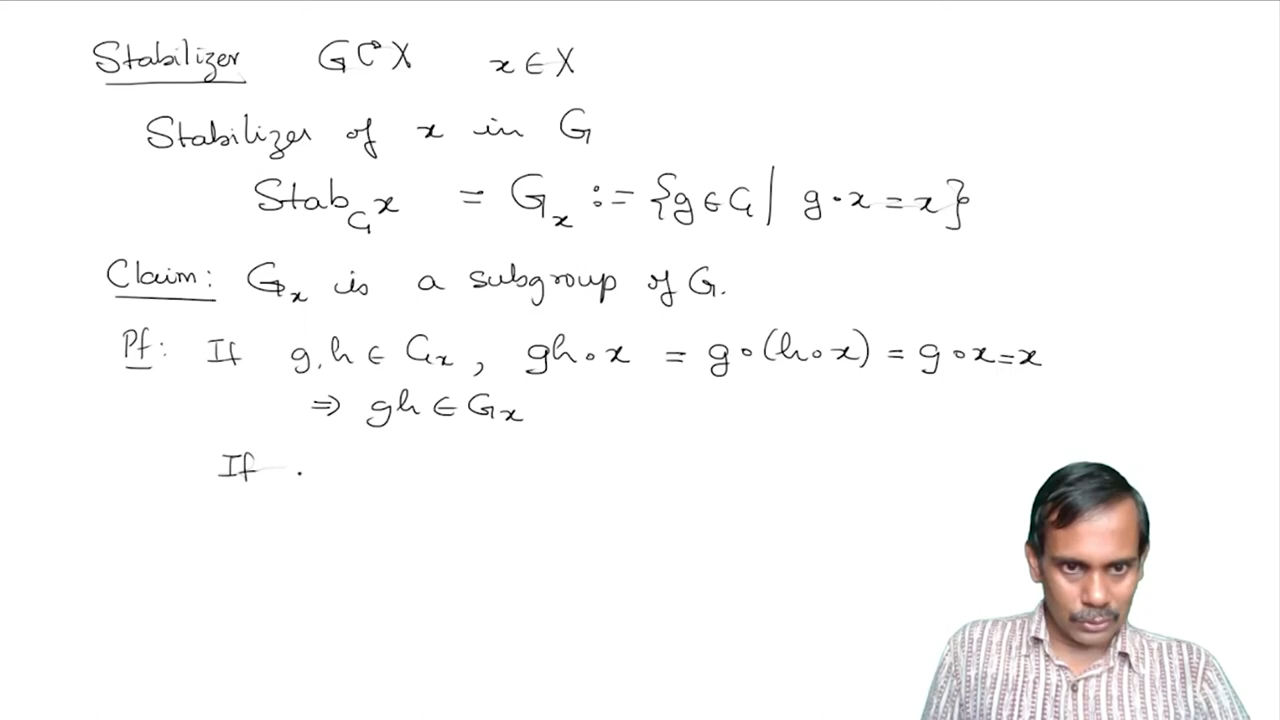 Stabilizer G↻X x ∈ X
Stabilizer of x in G
Stab_G x = G_x := {g ∈ G | g·x = x}
Claim: G_x is a subgroup of G.
Pf: If g,h ∈ G_x, gh∘x = g∘(h∘x) = g∘x = x
⇒ gh ∈ G_x
If .